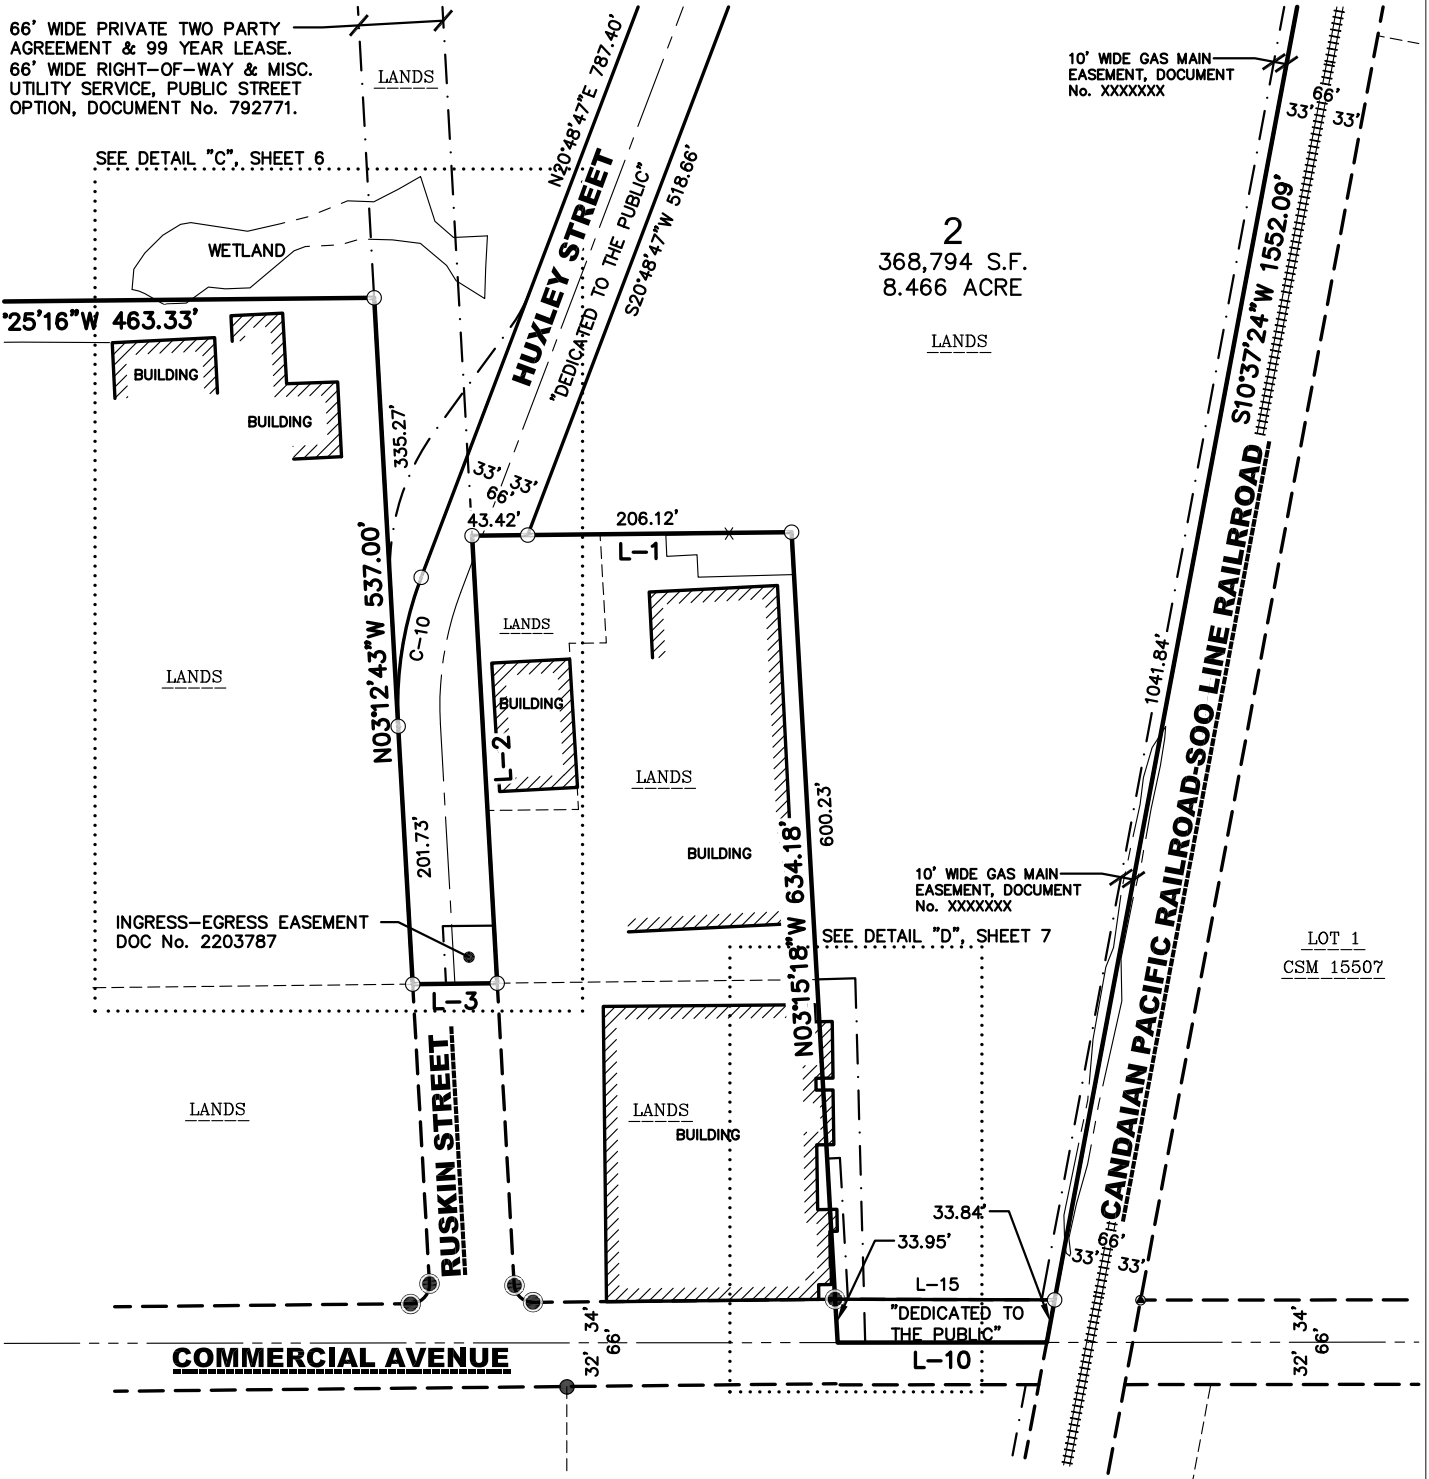 66' WIDE PRIVATE TWO PARTY
AGREEMENT & 99 YEAR LEASE.
66' WIDE RIGHT-OF-WAY & MISC.
UTILITY SERVICE, PUBLIC STREET
OPTION, DOCUMENT No. 792771.
LANDS
SEE DETAIL "C", SHEET 6
WETLAND
°25'16"W 463.33'
BUILDING
BUILDING
335.27'
N03°12'43"W 537.00'
N20°48'47"E 787.40'
HUXLEY STREET
"DEDICATED TO THE PUBLIC"
S20°48'47"W 518.66'
2
368,794 S.F.
8.466 ACRE
LANDS
10' WIDE GAS MAIN
EASEMENT, DOCUMENT
No. XXXXXXX
66'
33' 33'
S10°37'24"W 1552.09'
CANDAIAN PACIFIC RAILROAD-SOO LINE RAILRROAD
1041.84'
33' 33'
66'
43.42'
206.12'
L-1
C-10
LANDS
LANDS
BUILDING
L-2
LANDS
BUILDING
600.23'
N03°15'18"W 634.18'
201.73'
10' WIDE GAS MAIN
EASEMENT, DOCUMENT
No. XXXXXXX
INGRESS-EGRESS EASEMENT
DOC No. 2203787
SEE DETAIL "D", SHEET 7
LOT 1
CSM 15507
L-3
RUSKIN STREET
LANDS
LANDS
BUILDING
33.84'
33.95'
66'
33' 33'
L-15
"DEDICATED TO
THE PUBLIC"
L-10
34'
66'
32'
34'
66'
32'
COMMERCIAL AVENUE